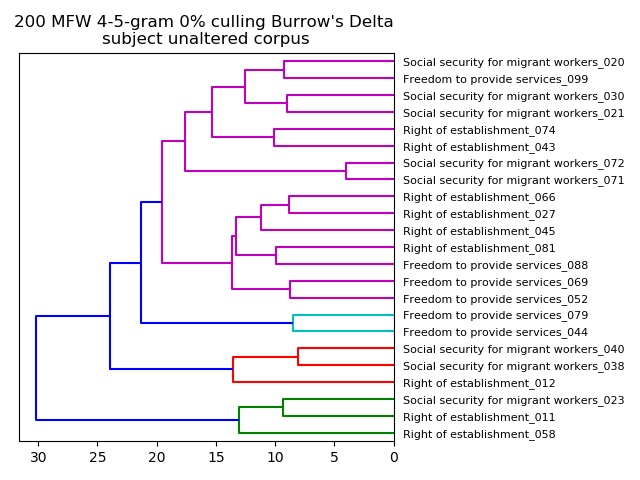 200 MFW 4-5-gram 0% culling Burrow's Delta
subject unaltered corpus
Social security for migrant workers_020
Freedom to provide services_099
Social security for migrant workers_030
Social security for migrant workers_021
Right of establishment_074
Right of establishment_043
Social security for migrant workers_072
Social security for migrant workers_071
Right of establishment_066
Right of establishment_027
Right of establishment_045
Right of establishment_081
Freedom to provide services_088
Freedom to provide services_069
Freedom to provide services_052
Freedom to provide services_079
Freedom to provide services_044
Social security for migrant workers_040
Social security for migrant workers_038
Right of establishment_012
Social security for migrant workers_023
Right of establishment_011
Right of establishment_058
30 25 20 15 10 5 0